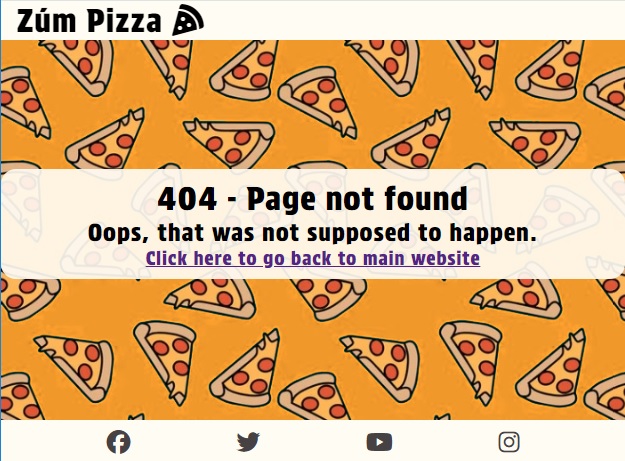 Zúm Pizza
404 - Page not found
Oops, that was not supposed to happen.
Click here to go back to main website